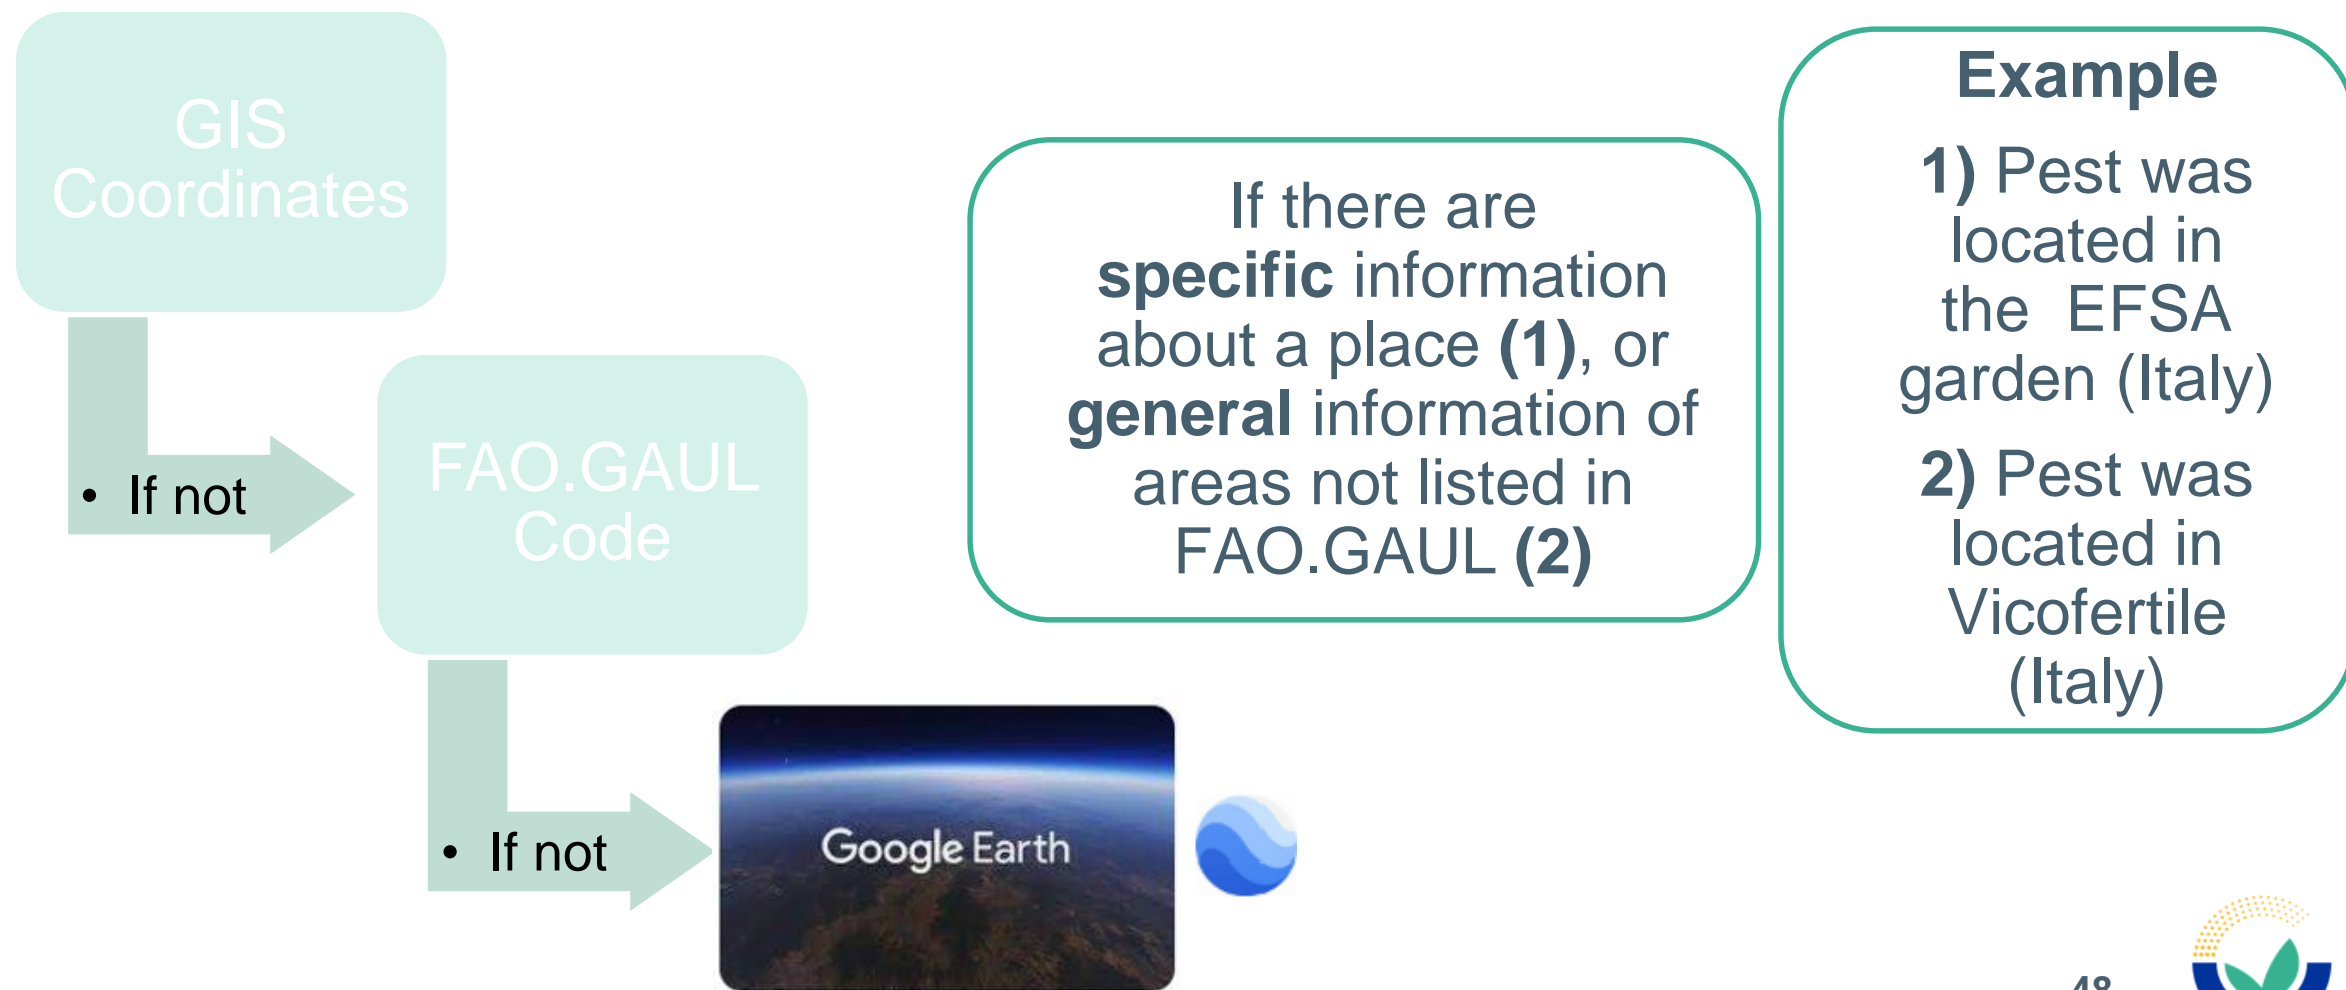 GIS
Coordinates
• If not
FAO.GAUL
Code
• If not
Google Earth
If there are
specific information
about a place (1), or
general information of
areas not listed in
FAO.GAUL (2)
Example
1) Pest was
located in
the EFSA
garden (Italy)
2) Pest was
located in
Vicofertile
(Italy)
48